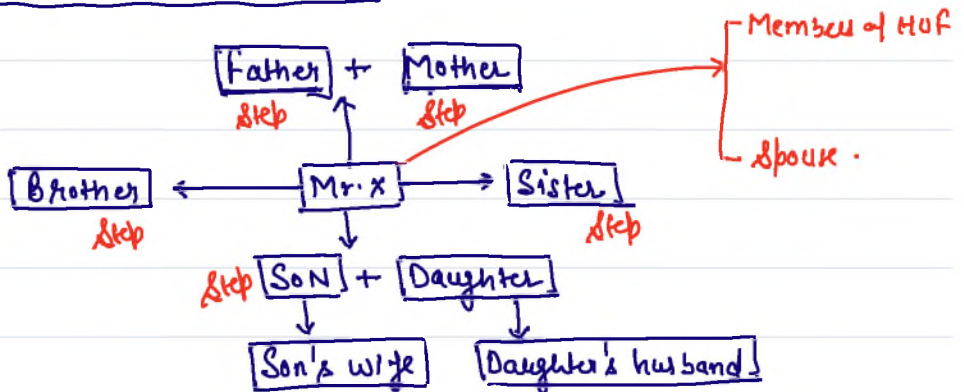 Member of HUF
Father + Mother
Step Step
Spouse.
Brother Mr. X Sister
Step Step
Step SON + Daughter
Son's wife Daughter's husband